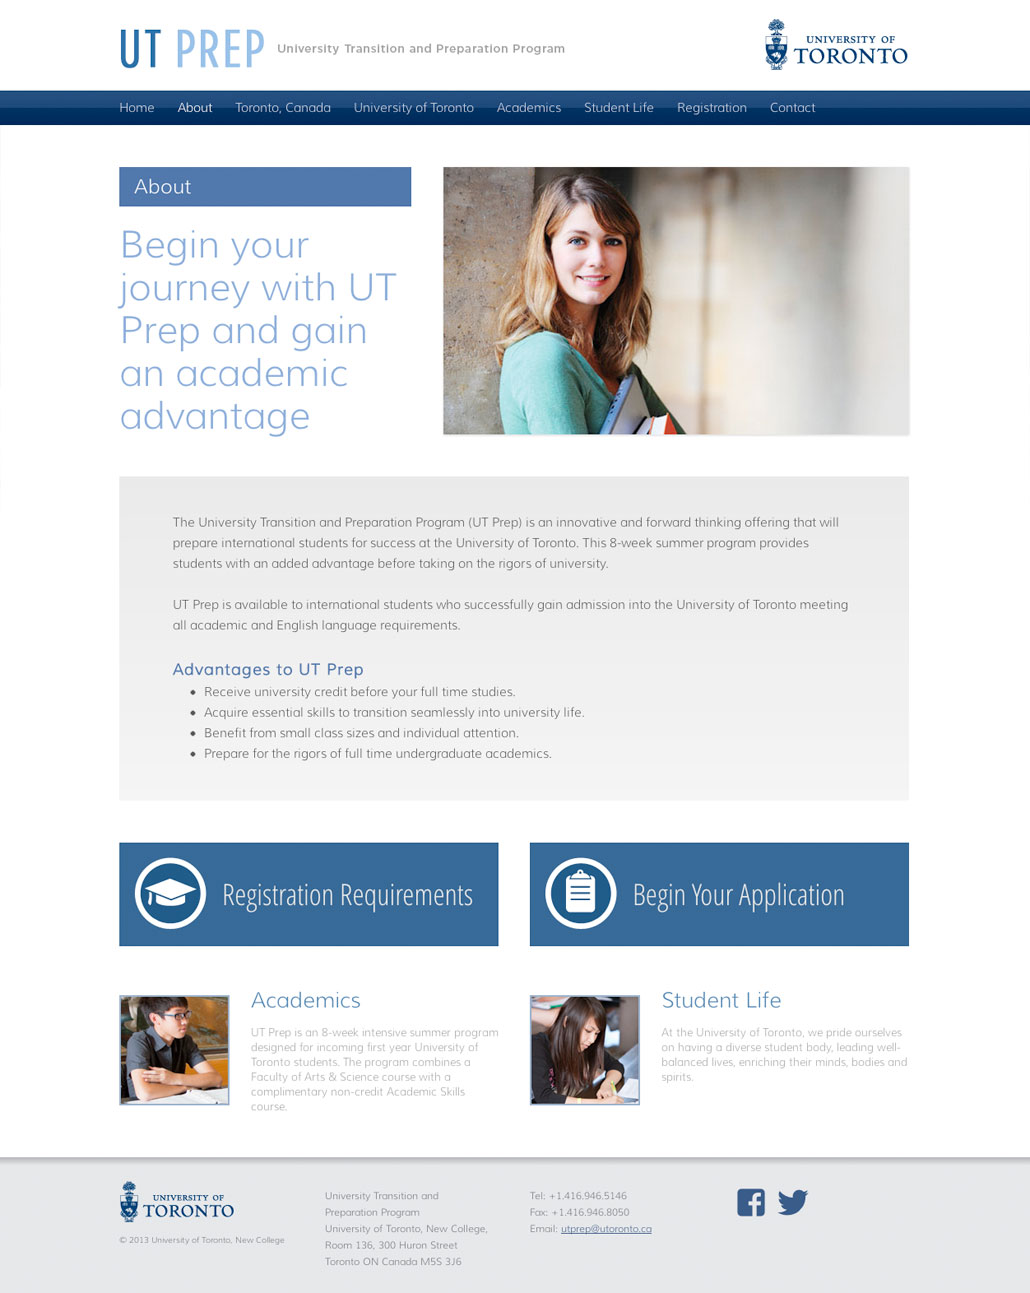 UT PREP University Transition and Preparation Program
UNIVERSITY OF
TORONTO
Home About Toronto, Canada University of Toronto Academics Student Life Registration Contact
About
Begin your
journey with UT
Prep and gain
an academic
advantage
The University Transition and Preparation Program (UT Prep) is an innovative and forward thinking offering that will
prepare international students for success at the University of Toronto. This 8-week summer program provides
students with an added advantage before taking on the rigors of university.
UT Prep is available to international students who successfully gain admission into the University of Toronto meeting
all academic and English language requirements.
Advantages to UT Prep
• Receive university credit before your full time studies.
• Acquire essential skills to transition seamlessly into university life.
• Benefit from small class sizes and individual attention.
• Prepare for the rigors of full time undergraduate academics.
Registration Requirements
Begin Your Application
Academics
UT Prep is an 8-week intensive summer program
designed for incoming first year University of
Toronto students. The program combines a
Faculty of Arts & Science course with a
complimentary non-credit Academic Skills
course.
Student Life
At the University of Toronto, we pride ourselves
on having a diverse student body, leading well-
balanced lives, enriching their minds, bodies and
spirits.
UNIVERSITY OF
TORONTO
© 2013 University of Toronto, New College
University Transition and
Preparation Program
University of Toronto, New College,
Room 136, 300 Huron Street
Toronto ON Canada M5S 3J6
Tel: +1.416.946.5146
Fax: +1.416.946.8050
Email: utprep@utoronto.ca